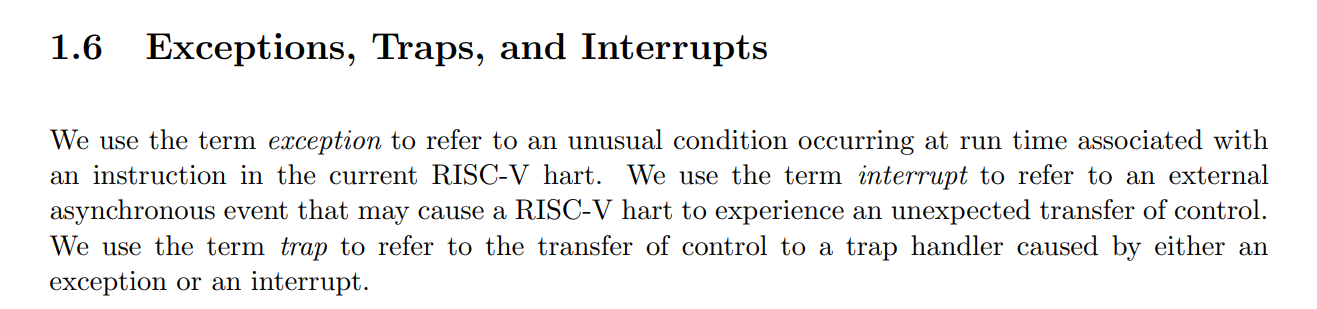 1.6 Exceptions, Traps, and Interrupts
We use the term exception to refer to an unusual condition occurring at run time associated with
an instruction in the current RISC-V hart. We use the term interrupt to refer to an external
asynchronous event that may cause a RISC-V hart to experience an unexpected transfer of control.
We use the term trap to refer to the transfer of control to a trap handler caused by either an
exception or an interrupt.